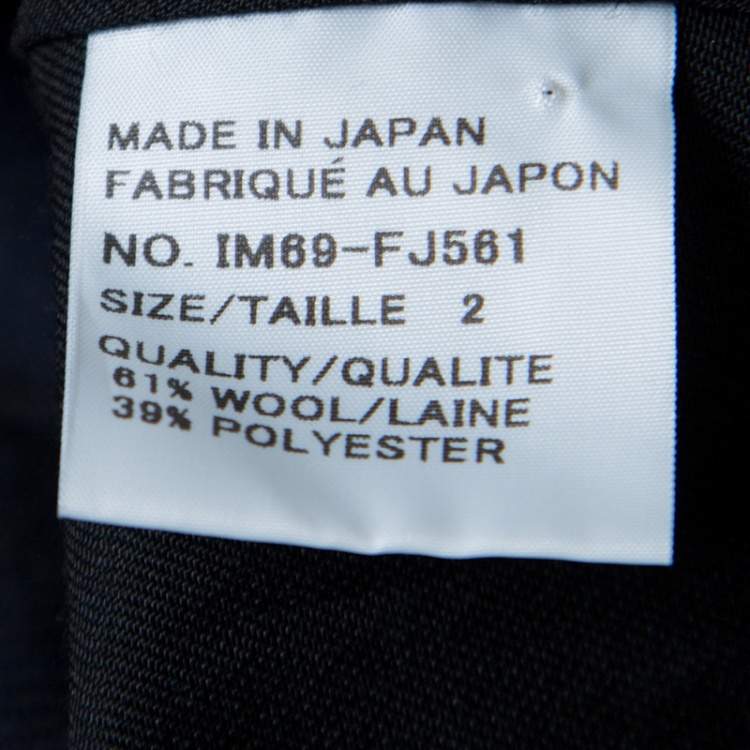 MADE IN JAPAN
FABRIQUÉ AU JAPON
NO. IM69-FJ561
SIZE/TAILLE 2
QUALITY/QUALITE
61% WOOL/LAINE
39% POLYESTER